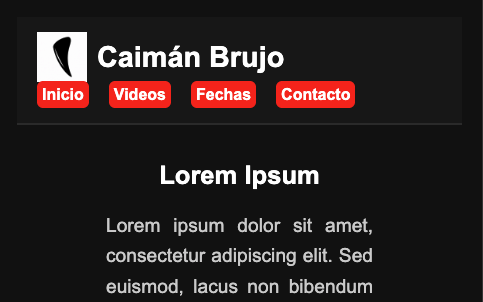 Caimán Brujo
Inicio Videos Fechas Contacto
Lorem Ipsum
Lorem ipsum dolor sit amet,
consectetur adipiscing elit. Sed
euismod, lacus non bibendum